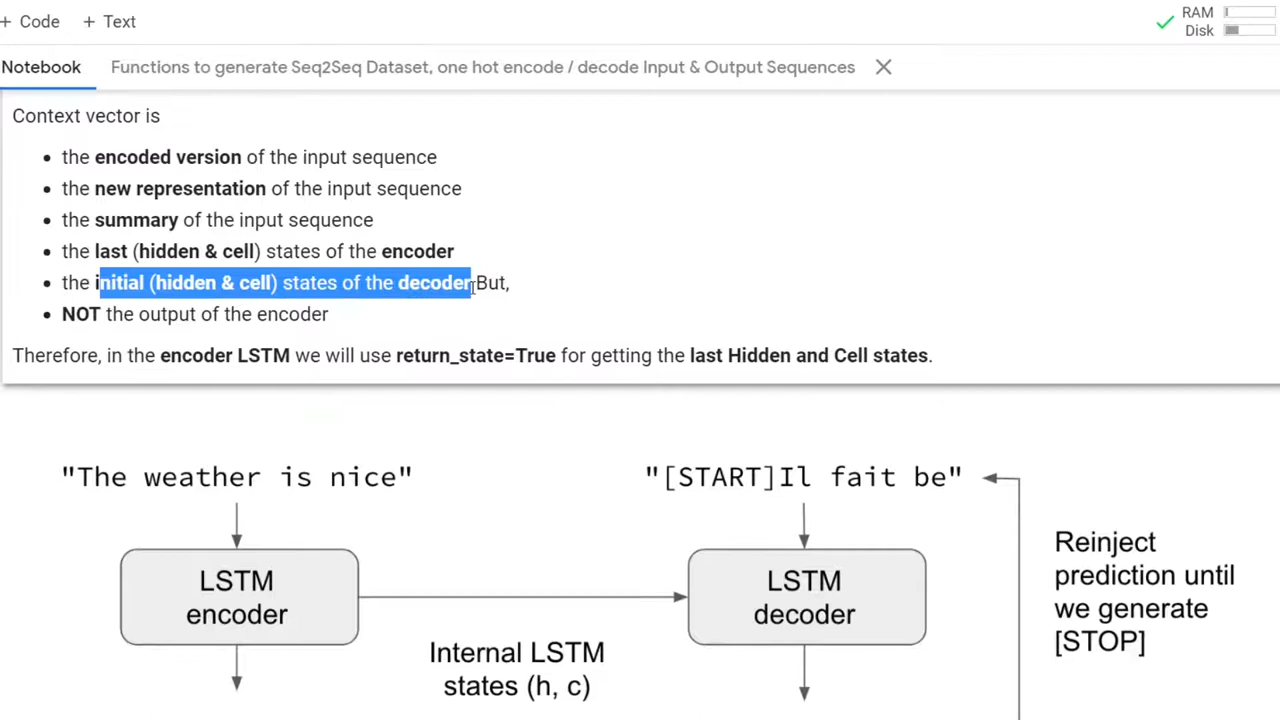 + Code + Text
RAM
Disk
Notebook Functions to generate Seq2Seq Dataset, one hot encode / decode Input & Output Sequences
Context vector is
• the encoded version of the input sequence
• the new representation of the input sequence
• the summary of the input sequence
• the last (hidden & cell) states of the encoder
• the initial (hidden & cell) states of the decoder But,
• NOT the output of the encoder
Therefore, in the encoder LSTM we will use return_state=True for getting the last Hidden and Cell states.
"The weather is nice"
"[START]Il fait be"
LSTM
encoder
Internal LSTM
states (h, c)
LSTM
decoder
Reinject
prediction until
we generate
[STOP]